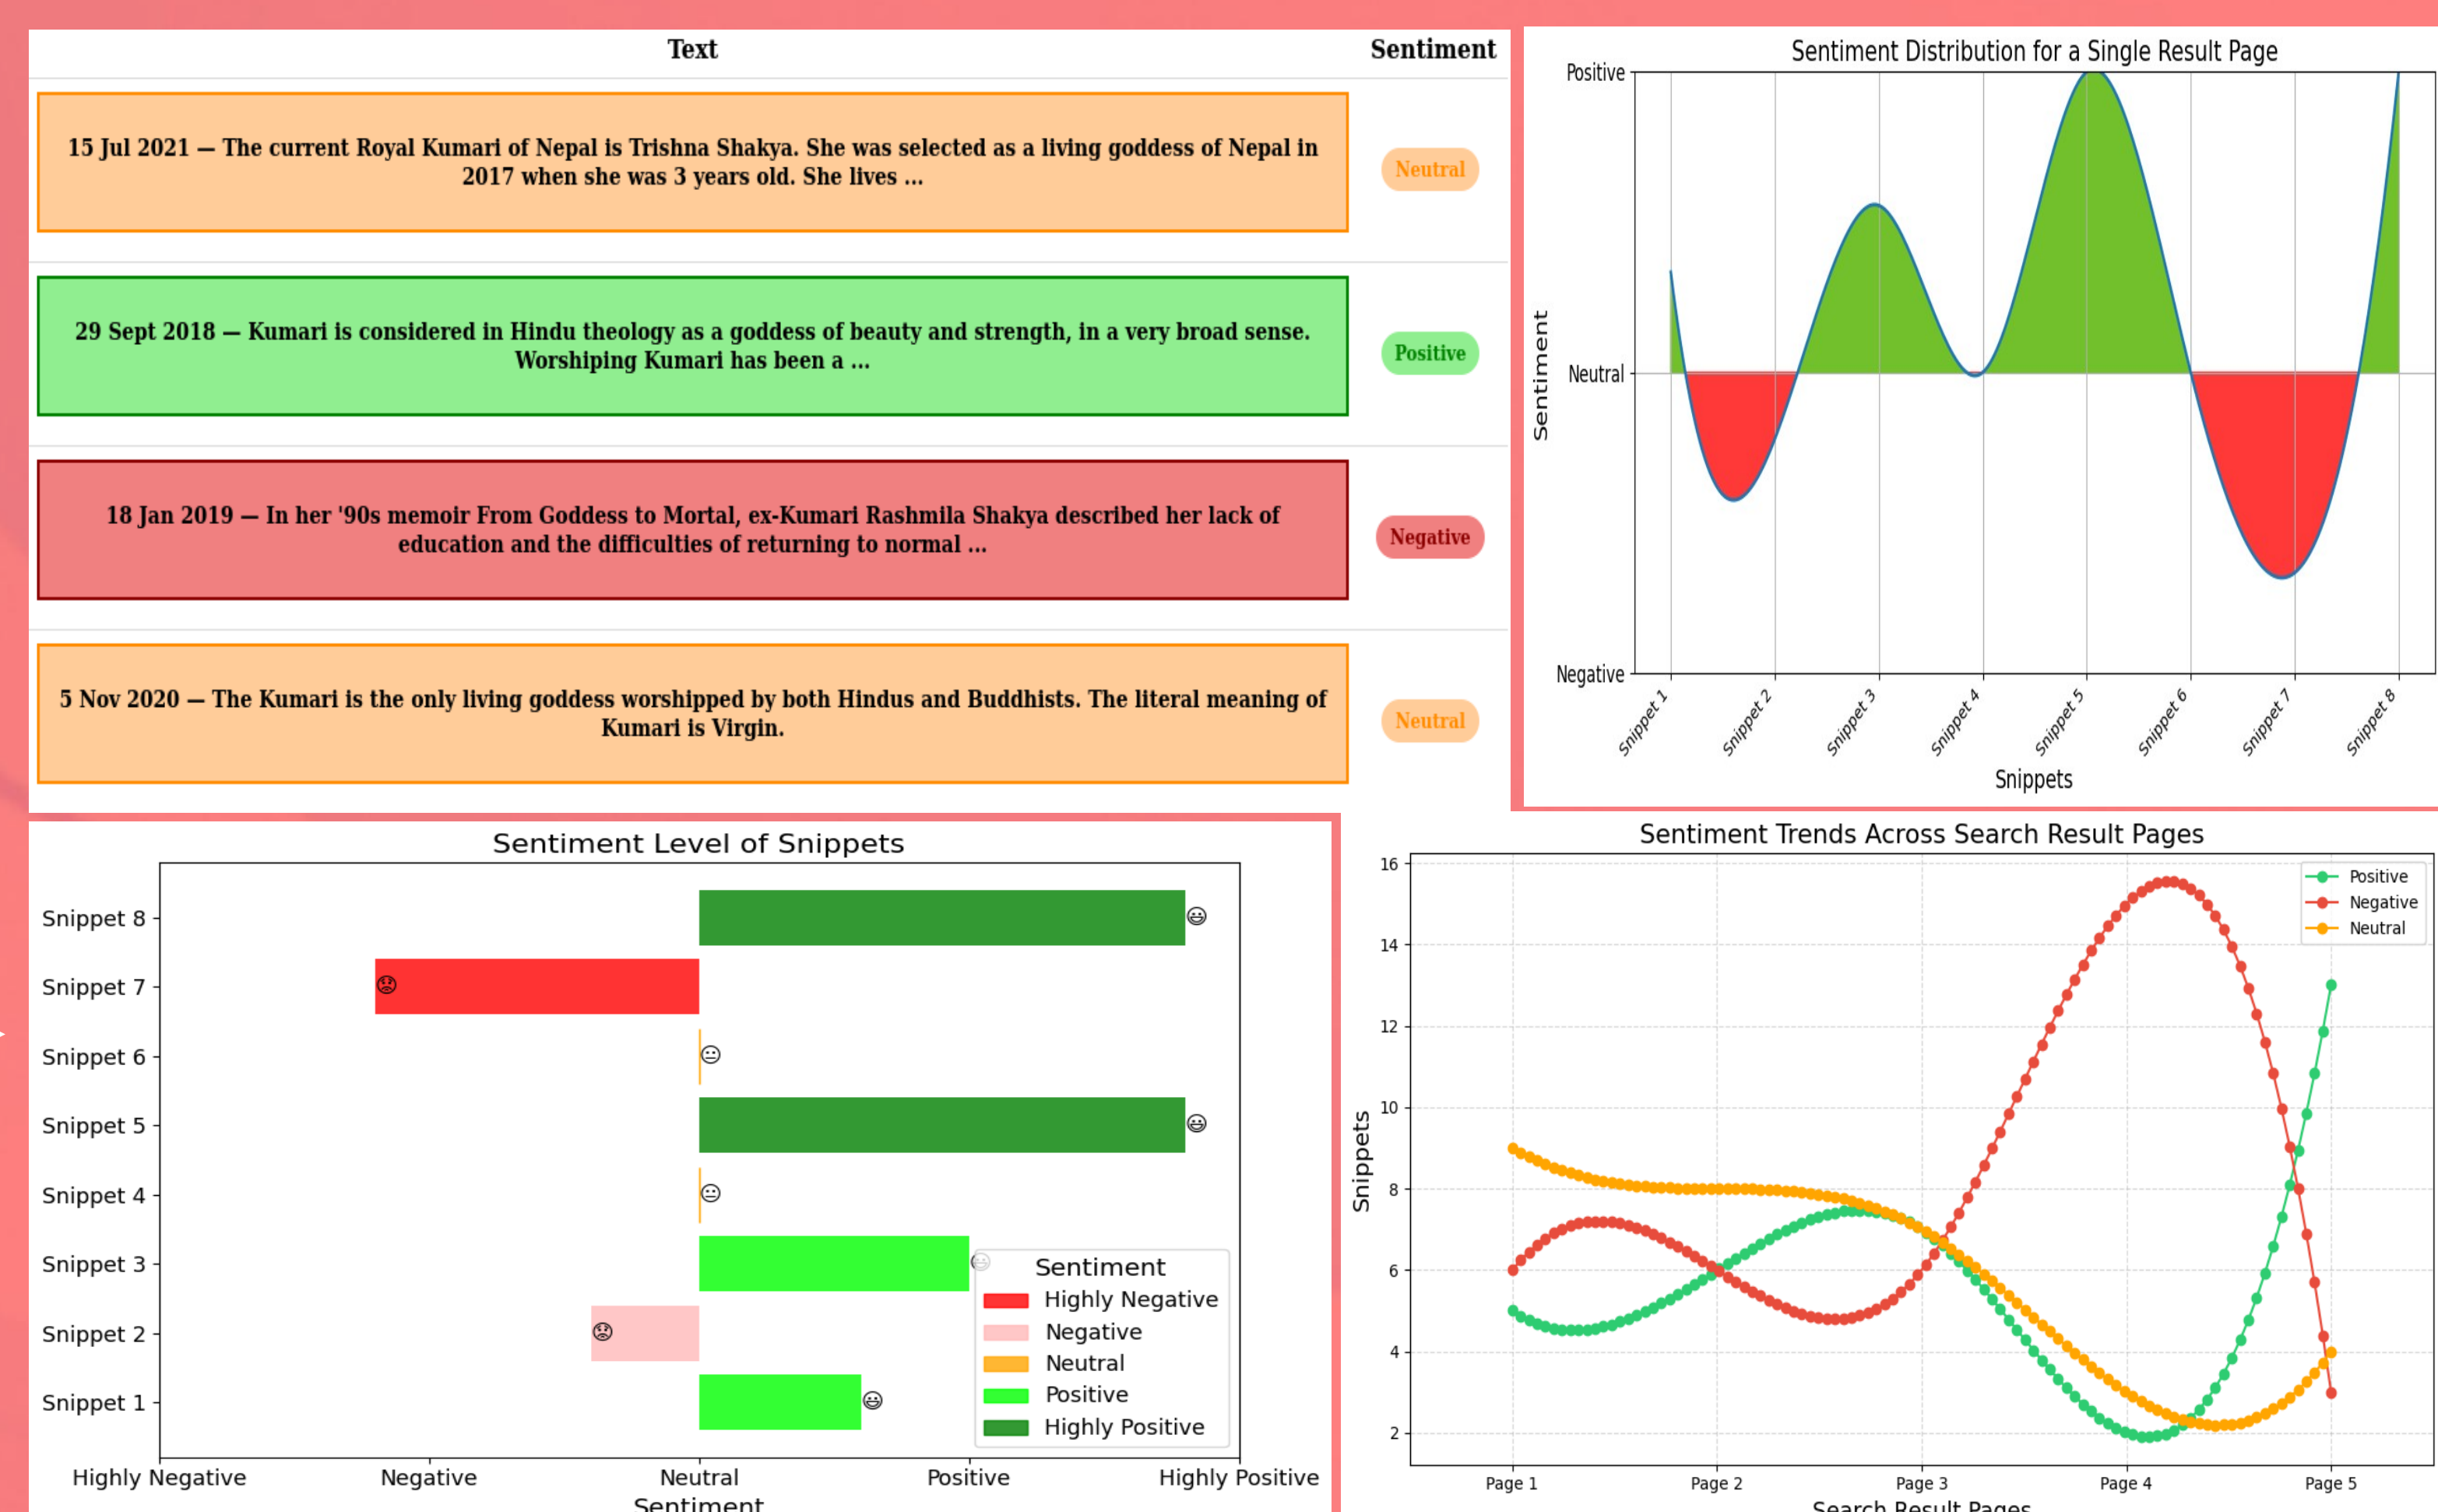 Text Sentiment
15 Jul 2021 — The current Royal Kumari of Nepal is Trishna Shakya. She was selected as a living goddess of Nepal in
2017 when she was 3 years old. She lives ...
Neutral
29 Sept 2018 — Kumari is considered in Hindu theology as a goddess of beauty and strength, in a very broad sense.
Worshiping Kumari has been a ...
Positive
18 Jan 2019 — In her '90s memoir From Goddess to Mortal, ex-Kumari Rashmila Shakya described her lack of
education and the difficulties of returning to normal ...
Negative
5 Nov 2020 — The Kumari is the only living goddess worshipped by both Hindus and Buddhists. The literal meaning of
Kumari is Virgin.
Neutral
Sentiment Distribution for a Single Result Page
Positive
Neutral
Negative
Sentiment
Snippet 1
Snippet 2
Snippet 3
Snippet 4
Snippet 5
Snippet 6
Snippet 7
Snippet 8
Snippets
Sentiment Level of Snippets
Snippet 8
Snippet 7
Snippet 6
Snippet 5
Snippet 4
Snippet 3
Snippet 2
Snippet 1
Sentiment
Highly Negative
Negative
Neutral
Positive
Highly Positive
Highly Negative Negative Neutral Positive Highly Positive
Sentiment
Sentiment Trends Across Search Result Pages
Positive
Negative
Neutral
16
14
12
10
8
6
4
2
Snippets
Page 1 Page 2 Page 3 Page 4 Page 5
Search Result Pages